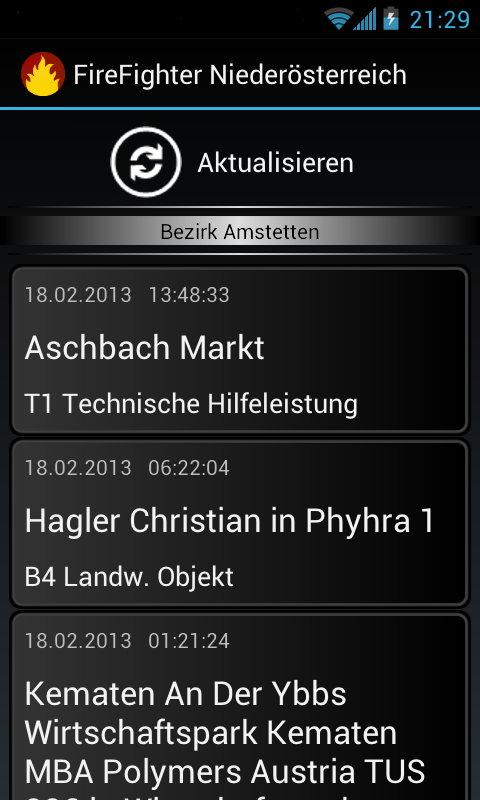 21:29
FireFighter Niederösterreich
Aktualisieren
Bezirk Amstetten
18.02.2013 13:48:33
Aschbach Markt
T1 Technische Hilfeleistung
18.02.2013 06:22:04
Hagler Christian in Phyhra 1
B4 Landw. Objekt
18.02.2013 01:21:24
Kematen An Der Ybbs
Wirtschaftspark Kematen
MBA Polymers Austria TUS